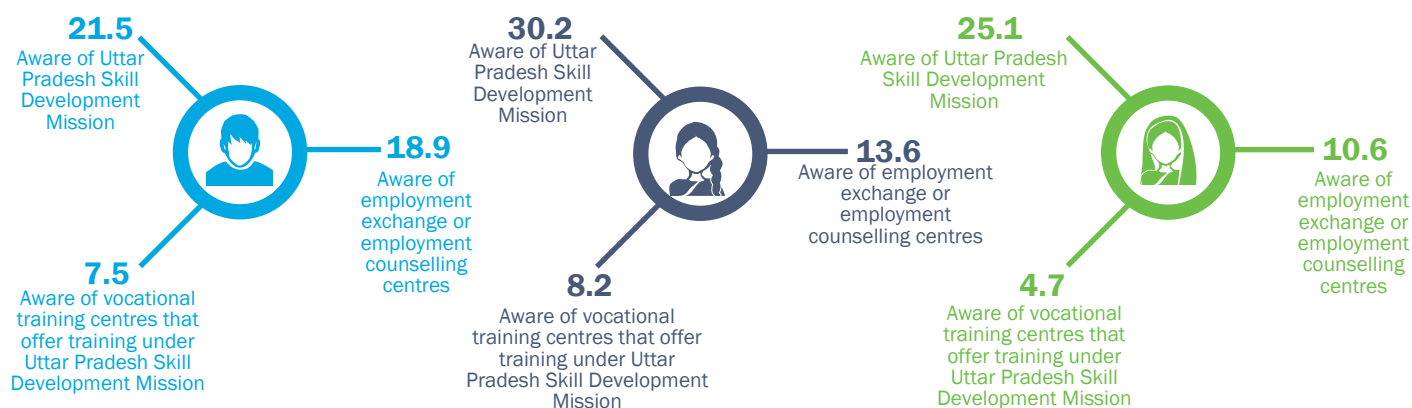 21.5
Aware of Uttar
Pradesh Skill
Development
Mission
18.9
Aware of
employment
exchange or
employment
counselling
centres
7.5
Aware of vocational
training centres that
offer training under
Uttar Pradesh Skill
Development Mission
30.2
Aware of Uttar
Pradesh Skill
Development
Mission
13.6
Aware of employment
exchange or
employment
counselling centres
8.2
Aware of vocational
training centres that offer
training under Uttar
Pradesh Skill Development
Mission
25.1
Aware of Uttar Pradesh
Skill Development
Mission
10.6
Aware of
employment
exchange or
employment
counselling
centres
4.7
Aware of vocational
training centres that
offer training under
Uttar Pradesh Skill
Development Mission